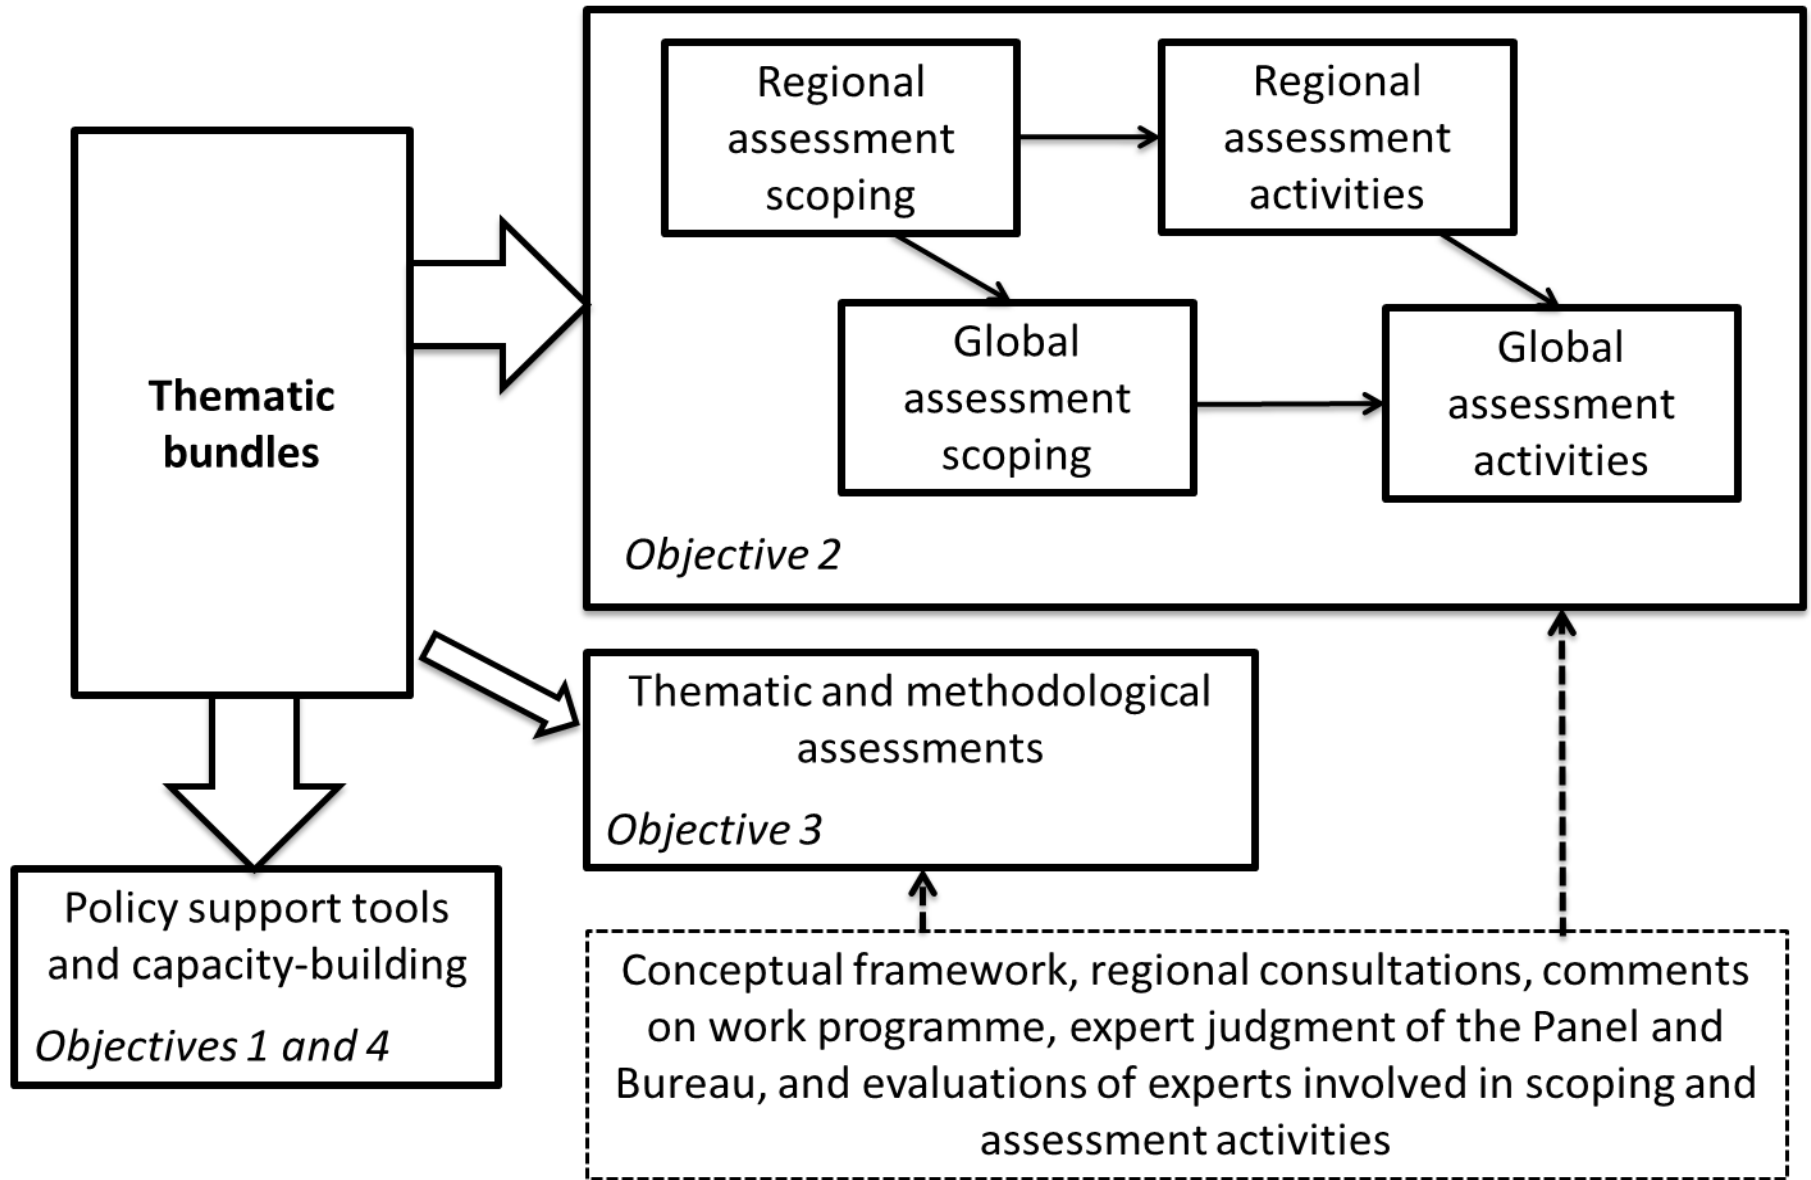 Regional
assessment
scoping
Regional
assessment
activities
Thematic
bundles
Global
assessment
scoping
Global
assessment
activities
Objective 2
Thematic and methodological
assessments
Objective 3
Policy support tools
and capacity-building
Objectives 1 and 4
Conceptual framework, regional consultations, comments
on work programme, expert judgment of the Panel and
Bureau, and evaluations of experts involved in scoping and
assessment activities